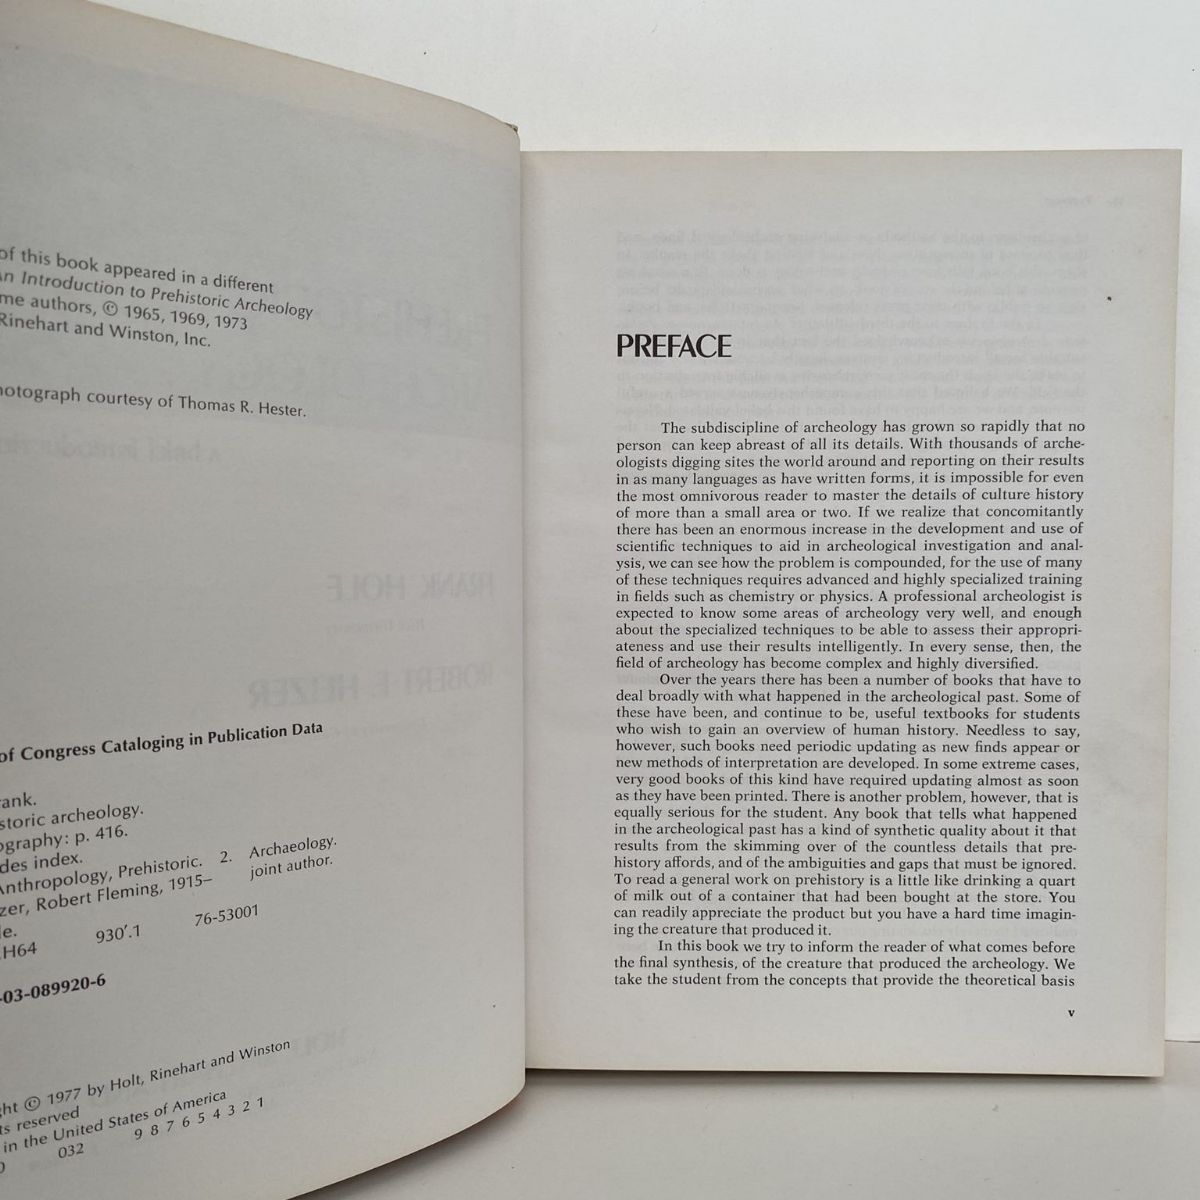 of this book appeared in a different
An Introduction to Prehistoric Archeology
me authors, © 1965, 1969, 1973
Rinehart and Winston, Inc.
hotograph courtesy of Thomas R. Hester.
of Congress Cataloging in Publication Data
rank.
storic archeology.
ography: p. 416.
des index.
Anthropology, Prehistoric. 2. Archaeology.
zer, Robert Fleming, 1915– joint author.
le.
.H64 930'.1 76-53001
-03-089920-6
ght © 1977 by Holt, Rinehart and Winston
ts reserved
in the United States of America
0 032 9 8 7 6 5 4 3 2 1
PREFACE
The subdiscipline of archeology has grown so rapidly that no
person can keep abreast of all its details. With thousands of arche-
ologists digging sites the world around and reporting on their results
in as many languages as have written forms, it is impossible for even
the most omnivorous reader to master the details of culture history
of more than a small area or two. If we realize that concomitantly
there has been an enormous increase in the development and use of
scientific techniques to aid in archeological investigation and anal-
ysis, we can see how the problem is compounded, for the use of many
of these techniques requires advanced and highly specialized training
in fields such as chemistry or physics. A professional archeologist is
expected to know some areas of archeology very well, and enough
about the specialized techniques to be able to assess their appropri-
ateness and use their results intelligently. In every sense, then, the
field of archeology has become complex and highly diversified.
Over the years there has been a number of books that have to
deal broadly with what happened in the archeological past. Some of
these have been, and continue to be, useful textbooks for students
who wish to gain an overview of human history. Needless to say,
however, such books need periodic updating as new finds appear or
new methods of interpretation are developed. In some extreme cases,
very good books of this kind have required updating almost as soon
as they have been printed. There is another problem, however, that is
equally serious for the student. Any book that tells what happened
in the archeological past has a kind of synthetic quality about it that
results from the skimming over of the countless details that pre-
history affords, and of the ambiguities and gaps that must be ignored.
To read a general work on prehistory is a little like drinking a quart
of milk out of a container that had been bought at the store. You
can readily appreciate the product but you have a hard time imagin-
ing the creature that produced it.
In this book we try to inform the reader of what comes before
the final synthesis, of the creature that produced the archeology. We
take the student from the concepts that provide the theoretical basis
v